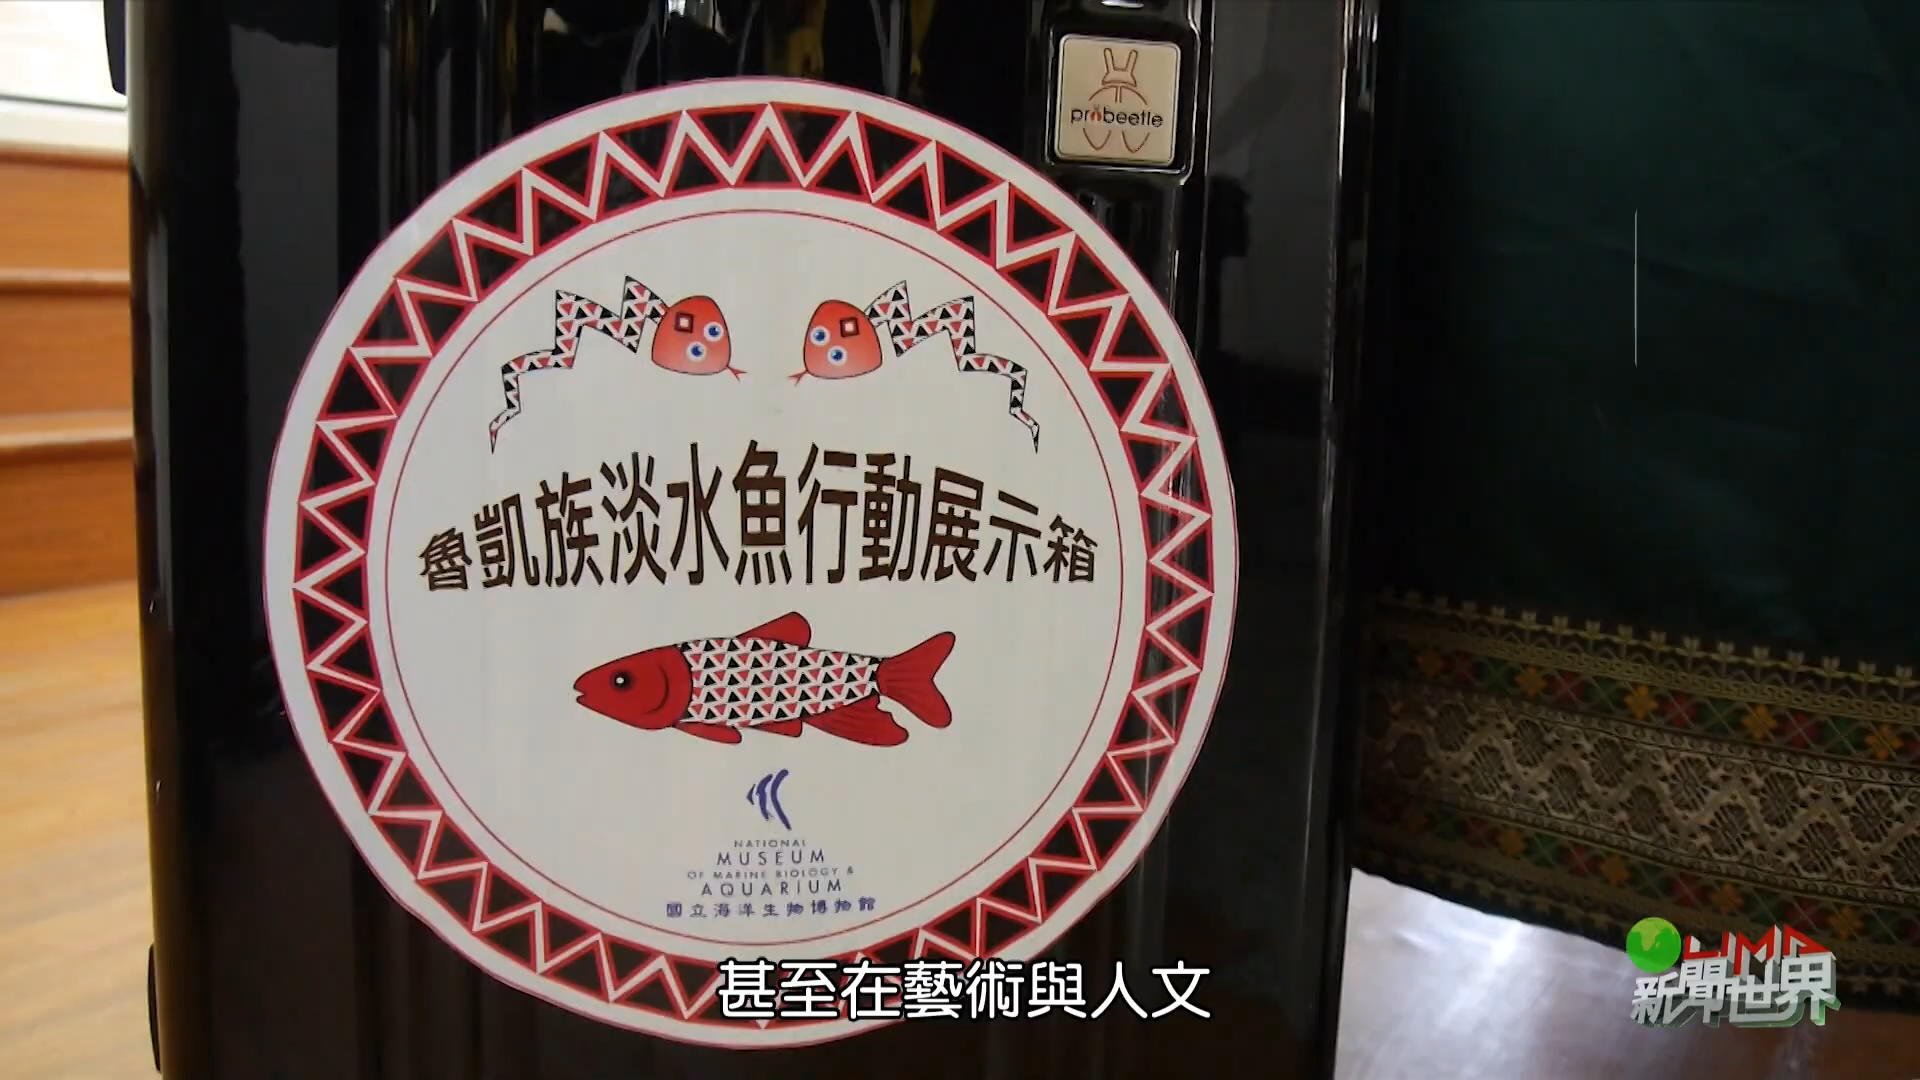 probeetle
魯凱族淡水魚行動展示箱
NATIONAL
MUSEUM
OF MARINE BIOLOGY &
AQUARIUM
國立海洋生物博物館
甚至在藝術與人文
LIMA
新聞世界